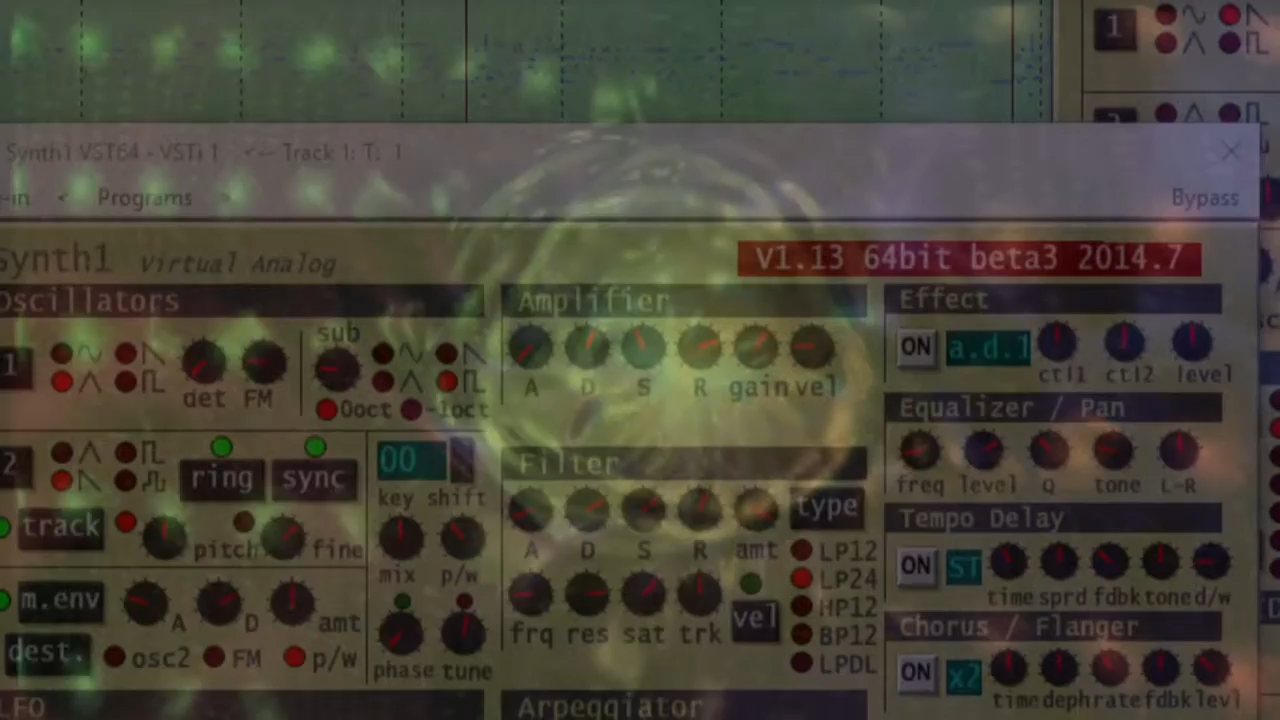 1
Synth1 VST64 - VSTi 1 <-- Track 1: T: 1
-in < Programs > Bypass
Synth1 Virtual Analog V1.13 64bit beta3 2014.7
Oscillators Amplifier Effect
1 det FM sub 0oct -1oct A D S R gain vel ON a.d.1 ctl1 ctl2 level
Equalizer / Pan
freq level Q tone L-R
2 ring sync 00 key shift Filter
Tempo Delay
track pitch fine mix p/w A D S R amt type
LP12
LP24
HP12
BP12
LPDL
ON ST time sprd fdbk tone d/w
m.env A D amt frq res sat trk vel
Chorus / Flanger
dest. osc2 FM p/w phase tune ON x2 time deph rate fdbk levl
LFO Arpeggiator